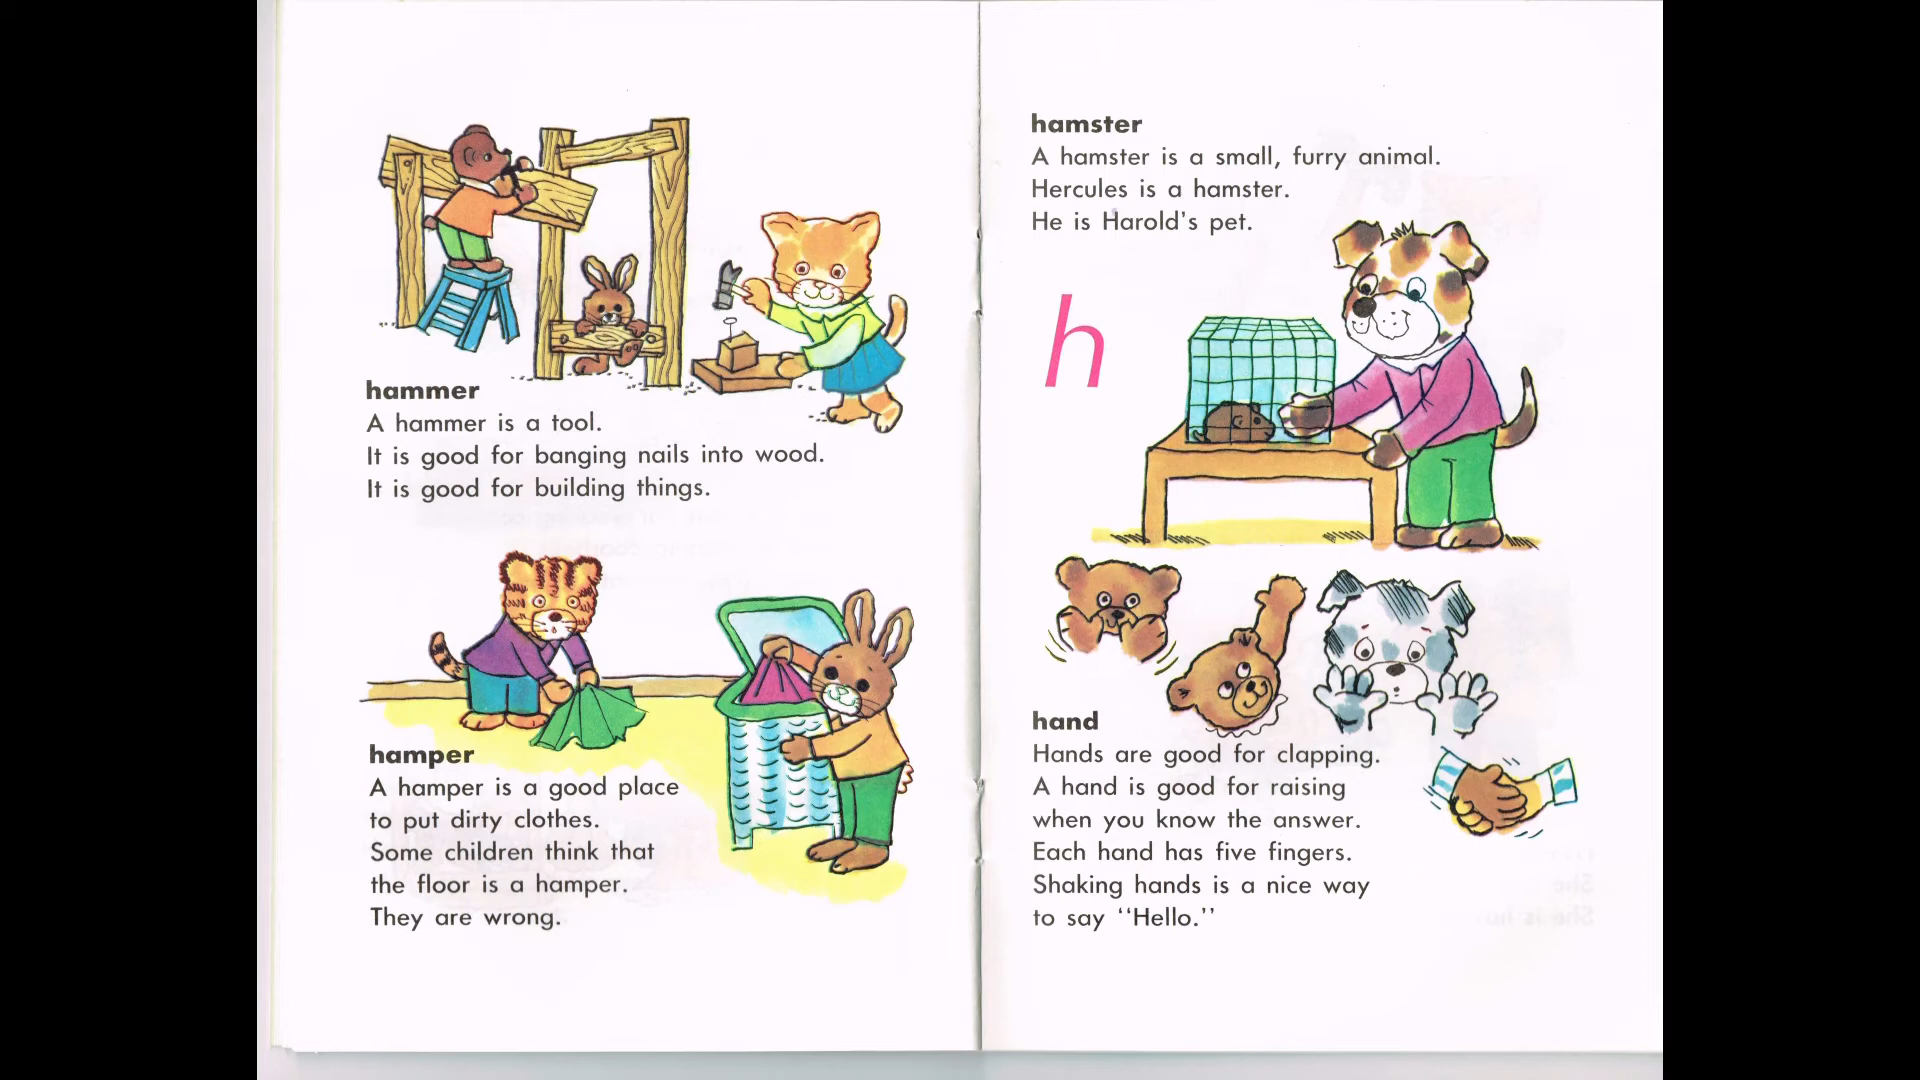 hammer
A hammer is a tool.
It is good for banging nails into wood.
It is good for building things.
hamper
A hamper is a good place
to put dirty clothes.
Some children think that
the floor is a hamper.
They are wrong.
hamster
A hamster is a small, furry animal.
Hercules is a hamster.
He is Harold's pet.
h
hand
Hands are good for clapping.
A hand is good for raising
when you know the answer.
Each hand has five fingers.
Shaking hands is a nice way
to say "Hello."